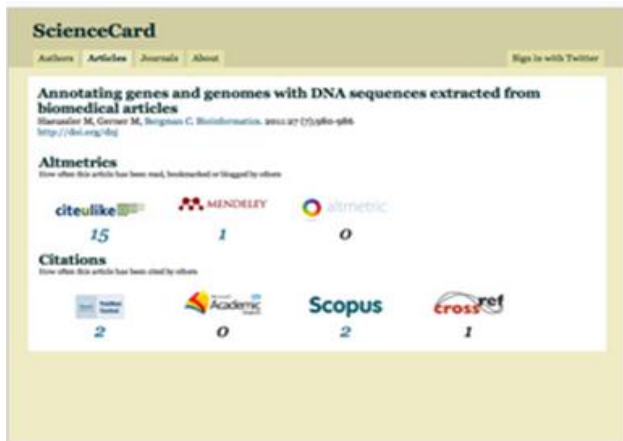 ScienceCard
Authors Articles Journals About Sign in with Twitter
Annotating genes and genomes with DNA sequences extracted from
biomedical articles
Haeussler M, Gerner M, Bergman C. Bioinformatics. 2011 27 (7),980-986
http://doi.org/dnj
Altmetrics
How often this article has been read, bookmarked or blogged by others
citeulike MENDELEY altmetric
15 1 0
Citations
How often this article has been cited by others
PubMed Central Academic Scopus crossref
2 0 2 1